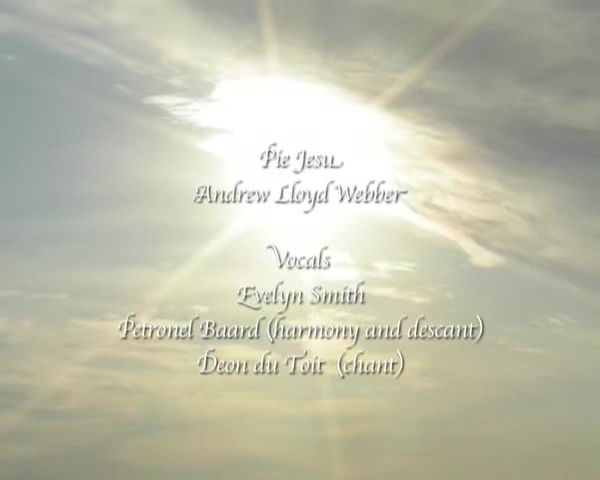 Pie Jesu
Andrew Lloyd Webber
Vocals
Evelyn Smith
Petronel Baard (harmony and descant)
Deon du Toit (chant)